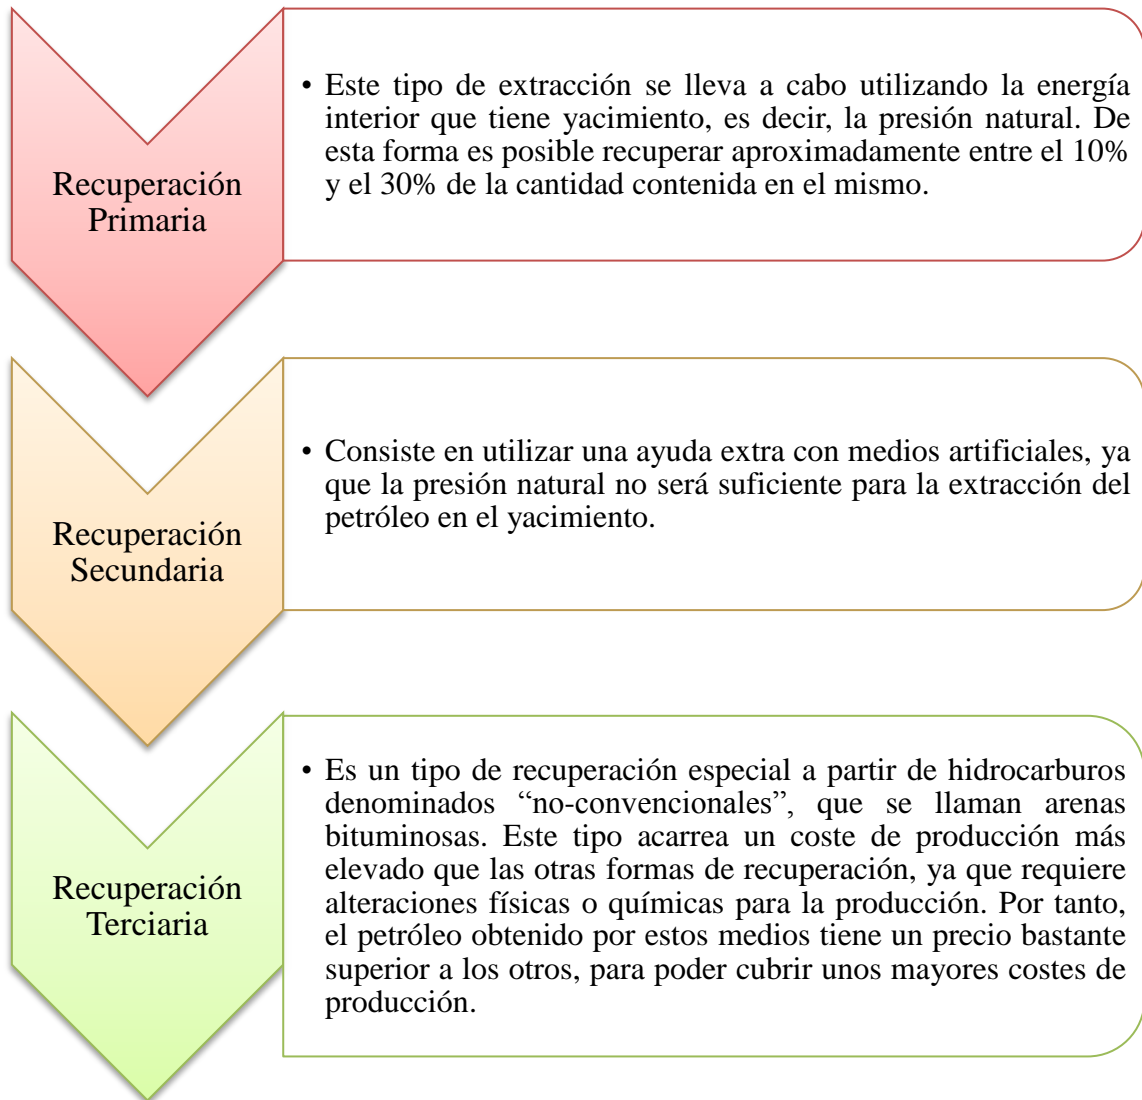 Recuperación
Primaria
• Este tipo de extracción se lleva a cabo utilizando la energía
interior que tiene yacimiento, es decir, la presión natural. De
esta forma es posible recuperar aproximadamente entre el 10%
y el 30% de la cantidad contenida en el mismo.
Recuperación
Secundaria
• Consiste en utilizar una ayuda extra con medios artificiales, ya
que la presión natural no será suficiente para la extracción del
petróleo en el yacimiento.
Recuperación
Terciaria
• Es un tipo de recuperación especial a partir de hidrocarburos
denominados “no-convencionales”, que se llaman arenas
bituminosas. Este tipo acarrea un coste de producción más
elevado que las otras formas de recuperación, ya que requiere
alteraciones físicas o químicas para la producción. Por tanto,
el petróleo obtenido por estos medios tiene un precio bastante
superior a los otros, para poder cubrir unos mayores costes de
producción.